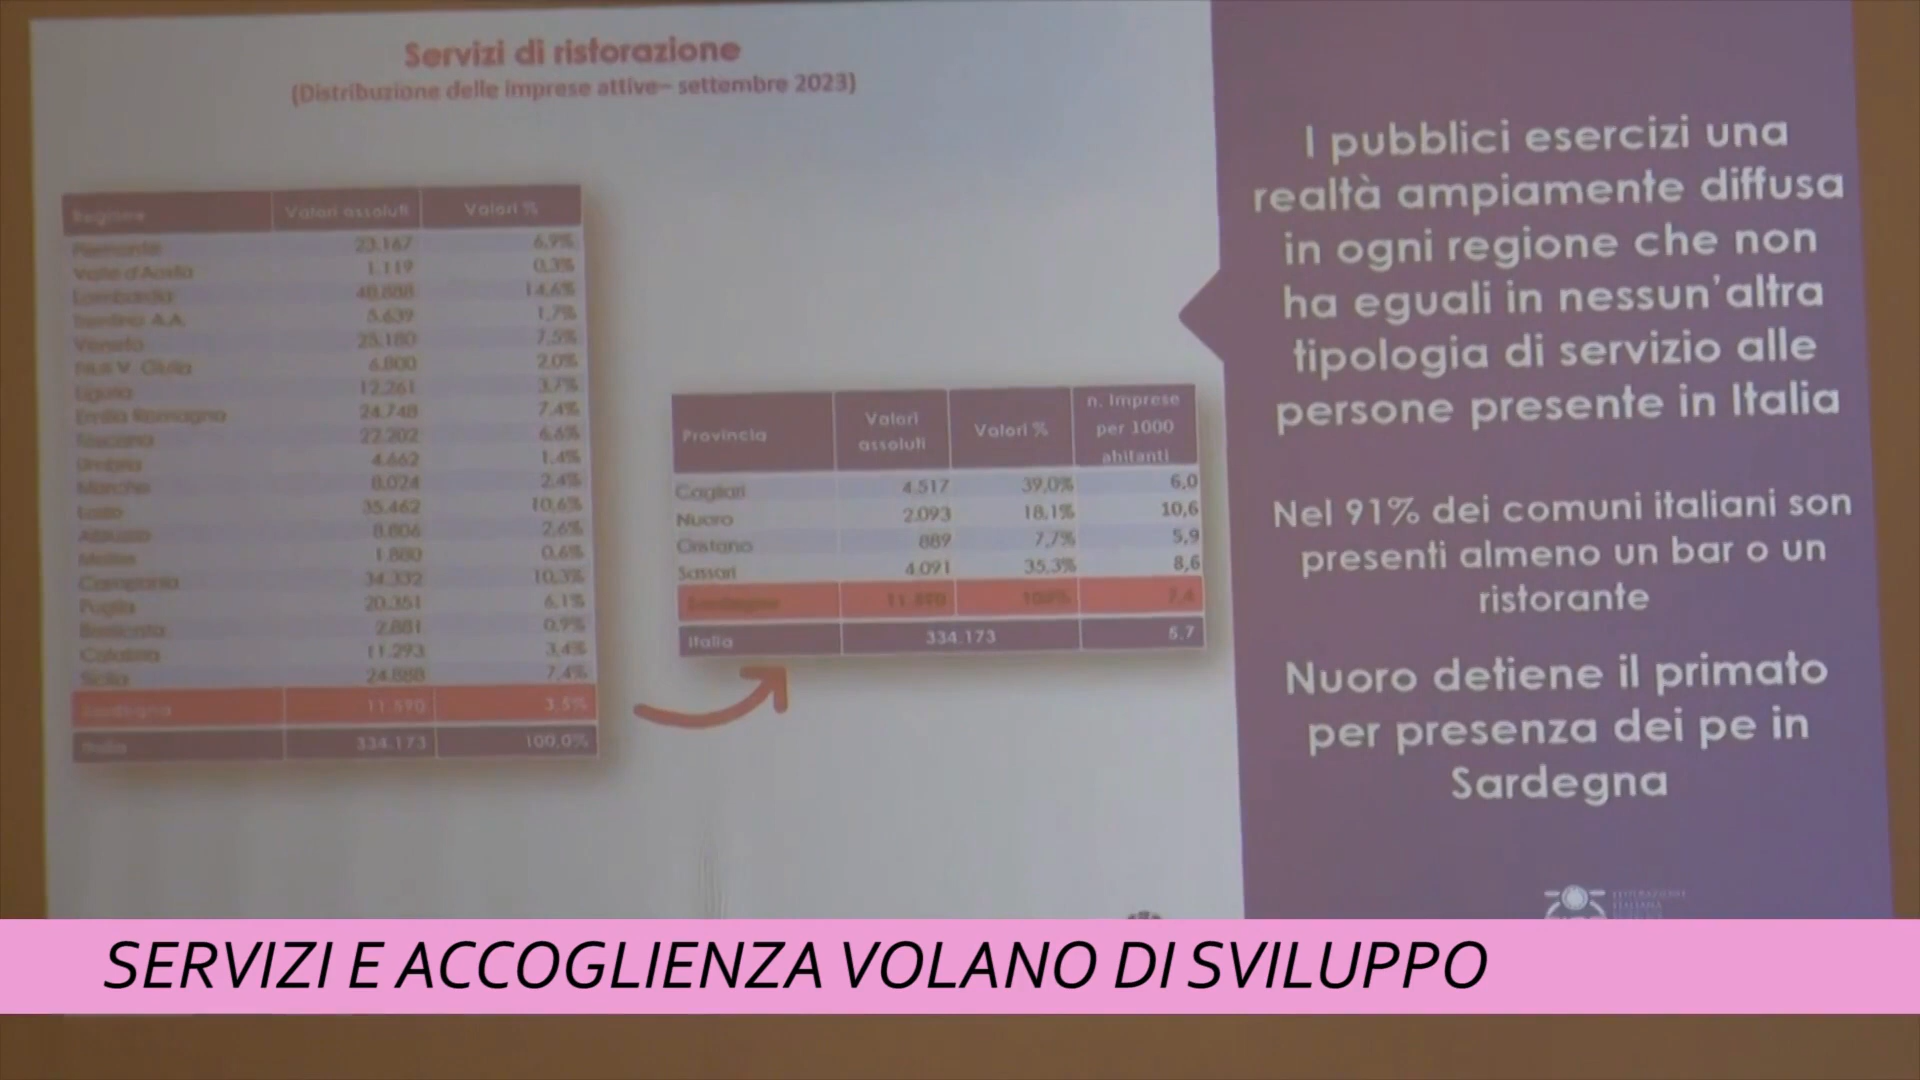 Servizi di ristorazione
(Distribuzione delle imprese attive– settembre 2023)
Regione Valori assoluti Valori %
Piemonte 23.167 6,9%
Valle d'Aosta 1.119 0,3%
Lombardia 48.888 14,6%
Trentino A.A. 5.639 1,7%
Veneto 25.180 7,5%
Friuli V. Giulia 6.800 2,0%
Liguria 12.261 3,7%
Emilia Romagna 24.748 7,4%
Toscana 22.202 6,6%
Umbria 4.662 1,4%
Marche 8.024 2,4%
Lazio 35.462 10,6%
Abruzzo 8.806 2,6%
Molise 1.880 0,6%
Campania 34.332 10,3%
Puglia 20.351 6,1%
Basilicata 2.881 0,9%
Calabria 11.293 3,4%
Sicilia 24.888 7,4%
Sardegna 11.590 3,5%
Italia 334.173 100,0%
Provincia Valori assoluti Valori % n. imprese per 1000 abitanti
Cagliari 4.517 39,0% 6,0
Nuoro 2.093 18,1% 10,6
Oristano 889 7,7% 5,9
Sassari 4.091 35,3% 8,6
Sardegna 11.590 100% 7,4
Italia 334.173 5,7
I pubblici esercizi una
realtà ampiamente diffusa
in ogni regione che non
ha eguali in nessun'altra
tipologia di servizio alle
persone presente in Italia
Nel 91% dei comuni italiani son
presenti almeno un bar o un
ristorante
Nuoro detiene il primato
per presenza dei pe in
Sardegna
SERVIZI E ACCOGLIENZA VOLANO DI SVILUPPO